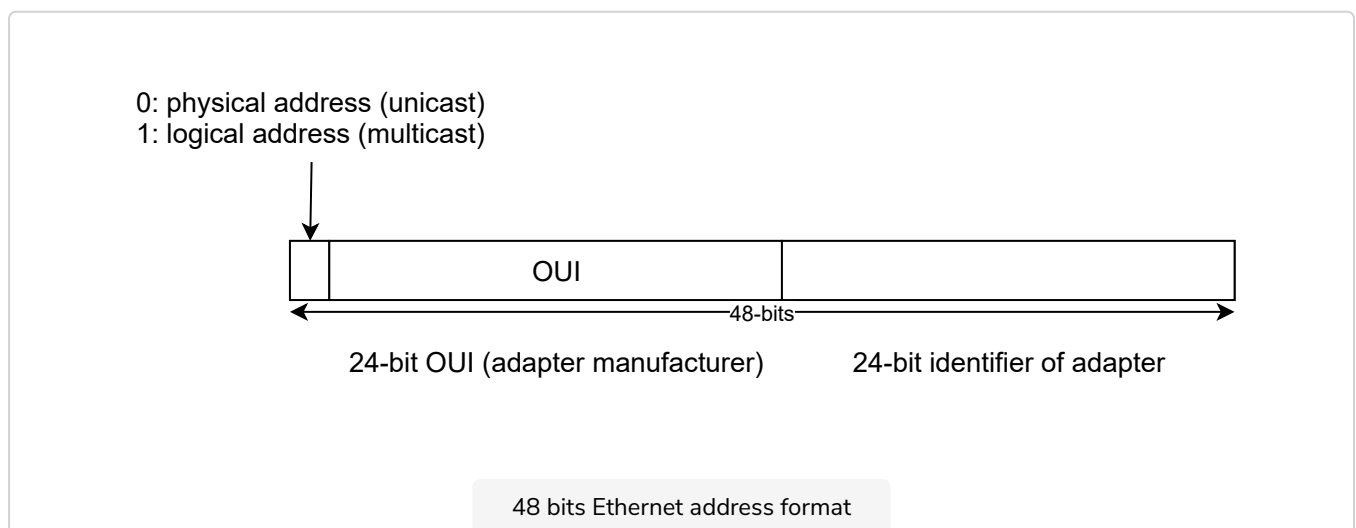 0: physical address (unicast)
1: logical address (multicast)
OUI
48-bits
24-bit OUI (adapter manufacturer)
24-bit identifier of adapter
48 bits Ethernet address format